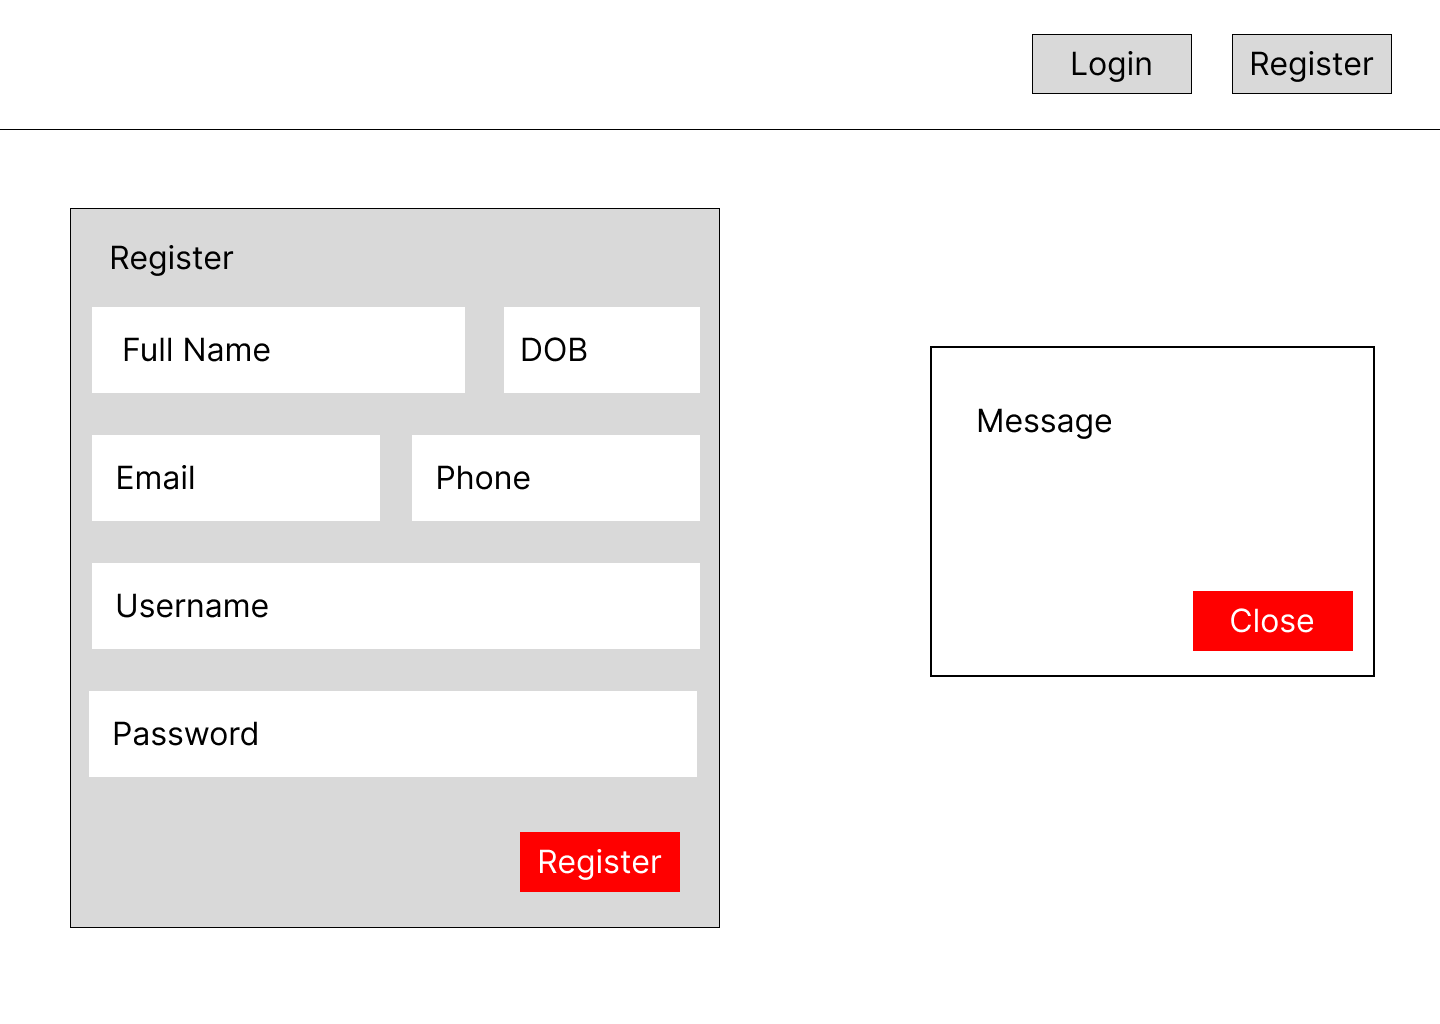 Login
Register
Register
Full Name
DOB
Email
Phone
Username
Password
Register
Message
Close